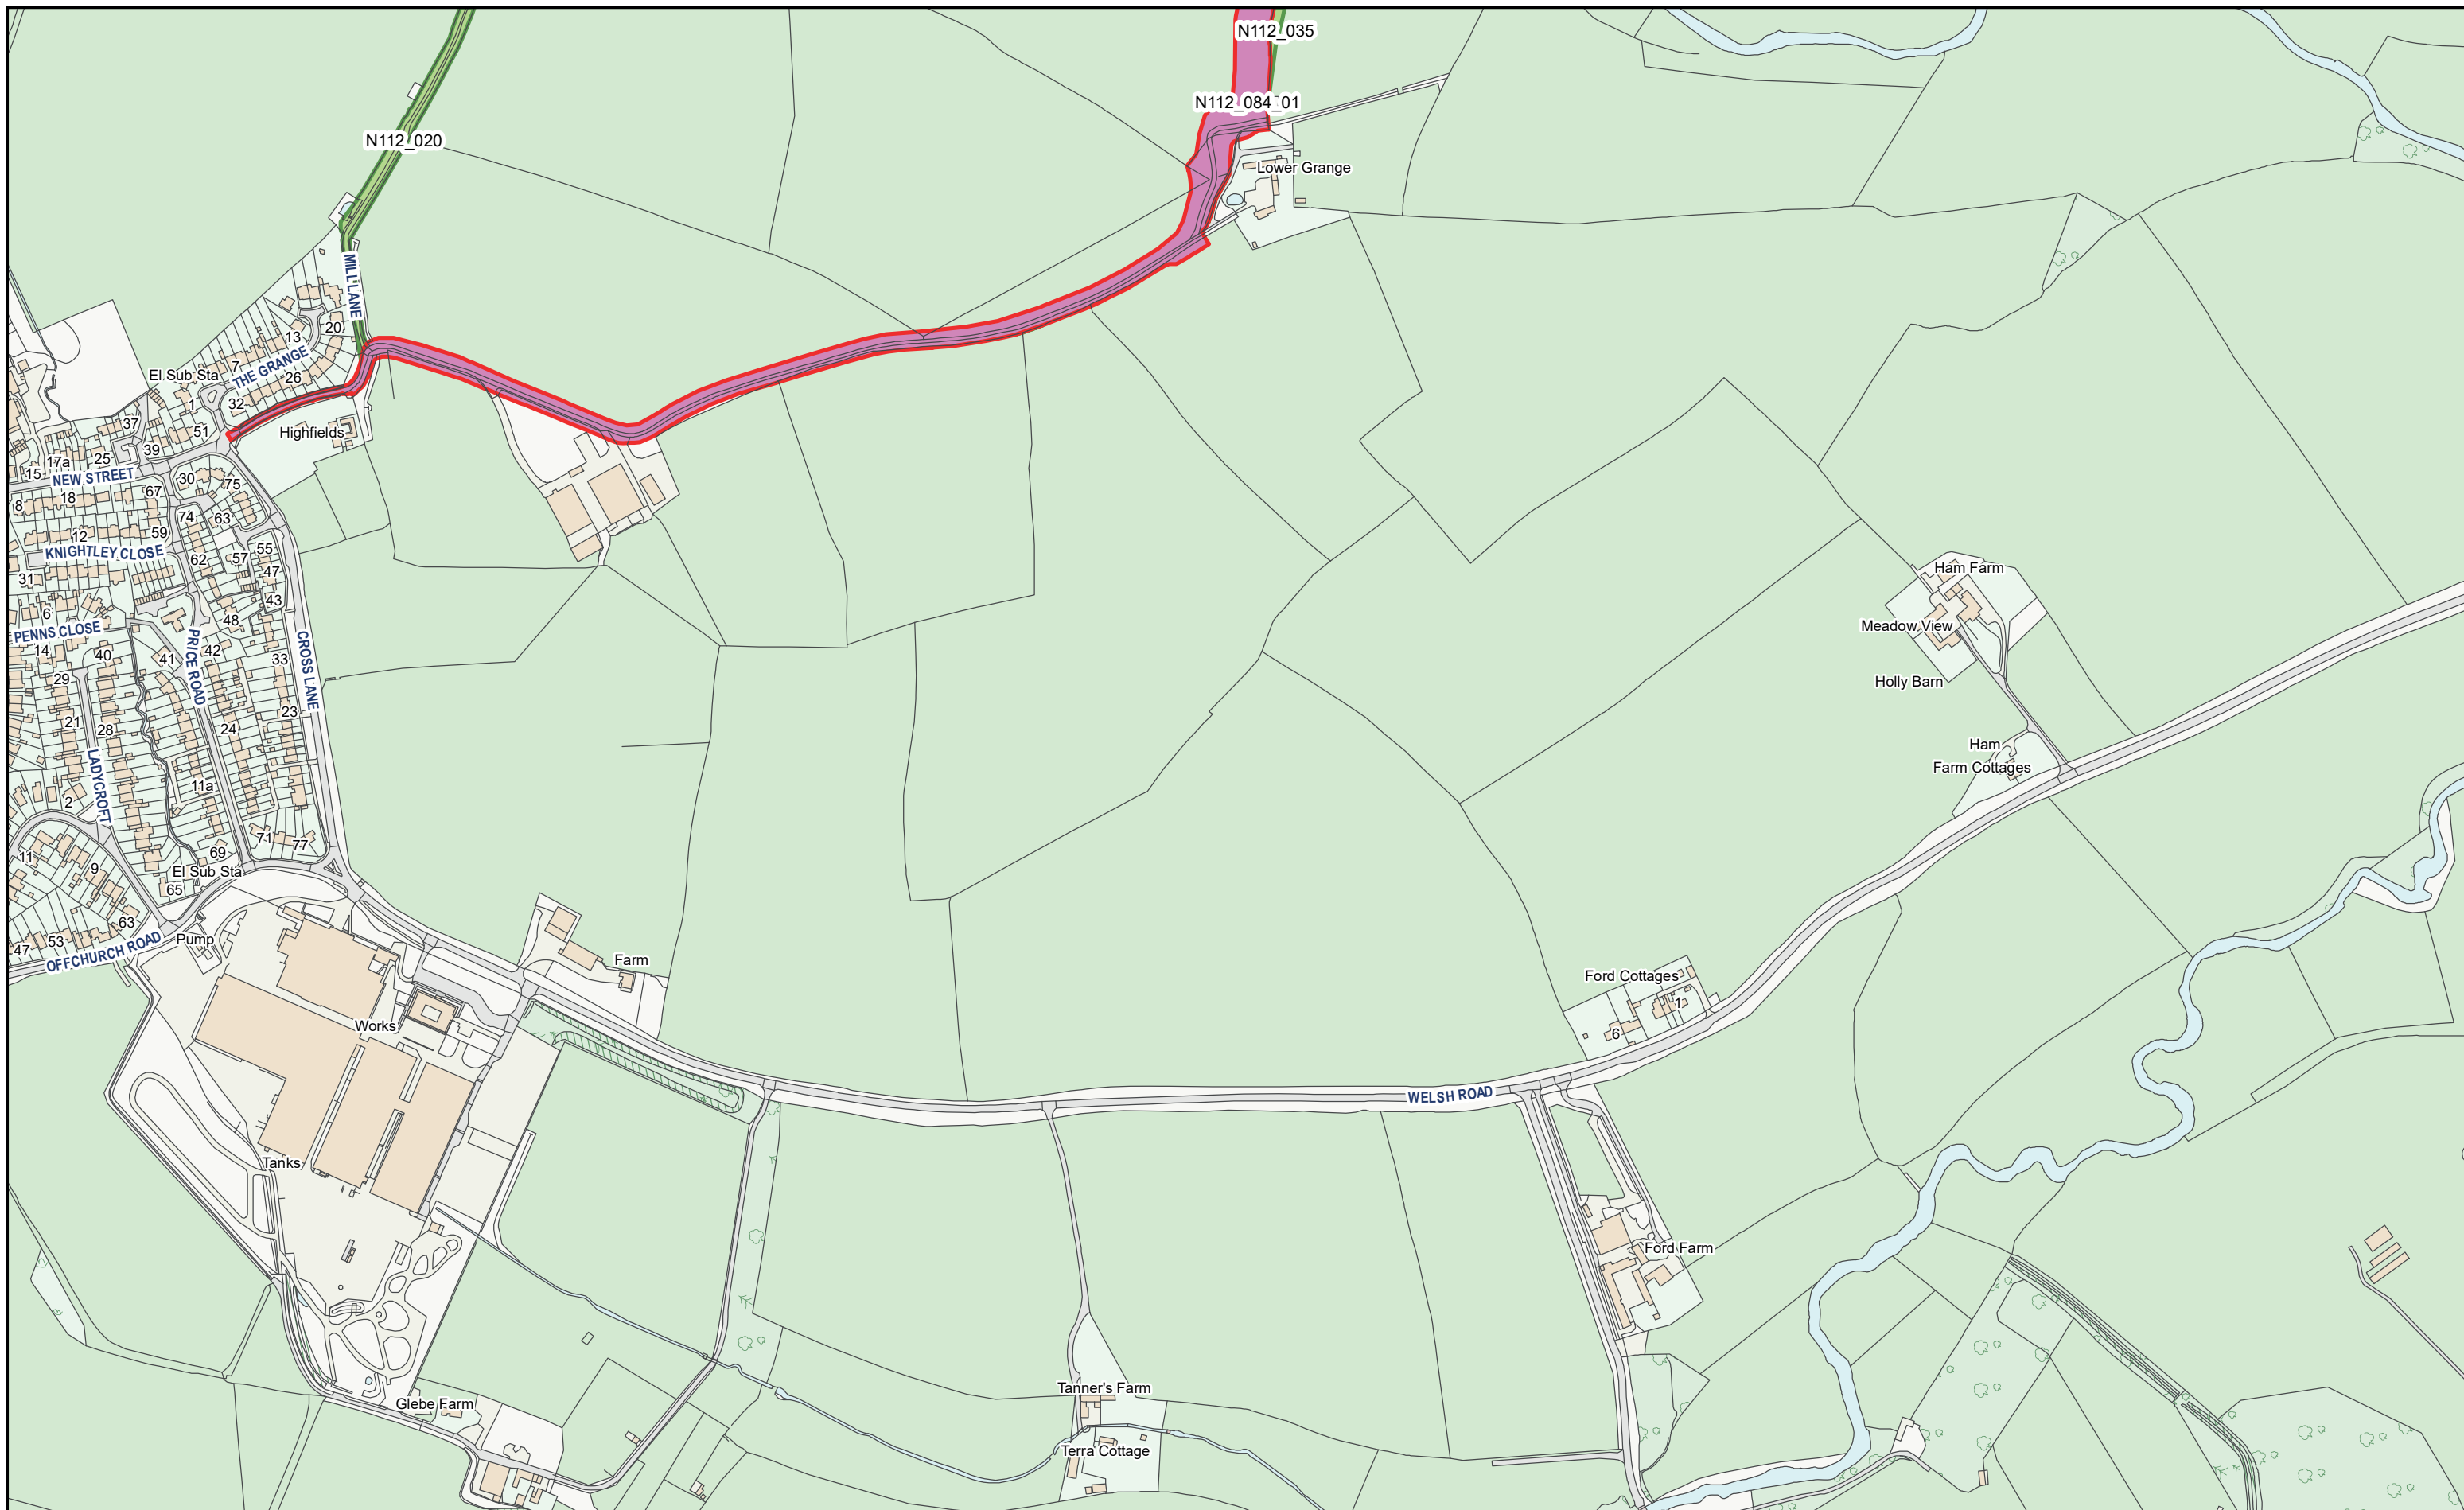 N112_035
N112_084_01
N112_020
Lower Grange
MILL LANE
20
13
7
THE GRANGE
El Sub Sta
26
1
32
37
51
Highfields
39
17a
25
15
NEW STREET
30
75
18
67
8
74
63
12
59
KNIGHTLEY CLOSE
55
62
57
47
31
43
6
48
PENNS CLOSE
14
42
40
41
33
PRICE ROAD
CROSS LANE
29
23
21
28
24
LADYCROFT
11a
2
71
77
69
11
El Sub Sta
9
65
63
53
47
OFFCHURCH ROAD
Pump
Farm
Works
Tanks
Glebe Farm
Ham Farm
Meadow View
Holly Barn
Ham
Farm Cottages
Ford Cottages
1
6
WELSH ROAD
Ford Farm
Tanner's Farm
Terra Cottage